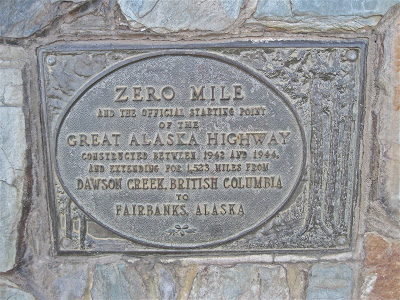 ZERO MILE
AND THE OFFICIAL STARTING POINT
OF THE
GREAT ALASKA HIGHWAY
CONSTRUCTED BETWEEN 1942 AND 1944,
AND EXTENDING FOR 1,523 MILES FROM
DAWSON CREEK, BRITISH COLUMBIA
TO
FAIRBANKS, ALASKA